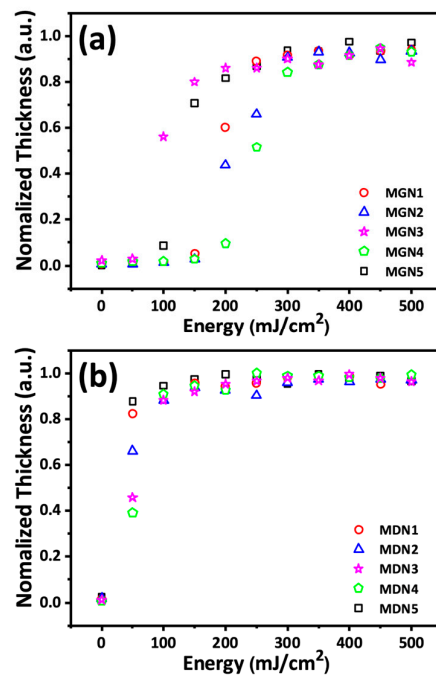 (a)
Nomalized Thickness (a.u.)
1.0
0.8
0.6
0.4
0.2
0.0
MGN1
MGN2
MGN3
MGN4
MGN5
0 100 200 300 400 500
Energy (mJ/cm²)
(b)
Nomalized Thickness (a.u.)
1.0
0.8
0.6
0.4
0.2
0.0
MDN1
MDN2
MDN3
MDN4
MDN5
0 100 200 300 400 500
Energy (mJ/cm²)